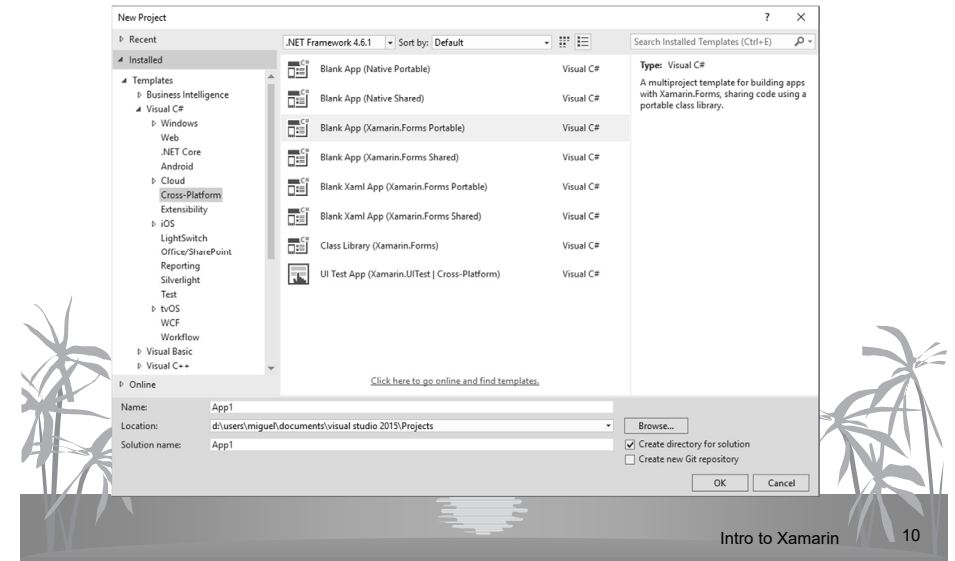 New Project
? ×
Recent
.NET Framework 4.6.1 Sort by: Default
Search Installed Templates (Ctrl+E)
Installed
Templates
Business Intelligence
Visual C#
Windows
Web
.NET Core
Android
Cloud
Cross-Platform
Extensibility
iOS
LightSwitch
Office/SharePoint
Reporting
Silverlight
Test
tvOS
WCF
Workflow
Visual Basic
Visual C++
Online
Blank App (Native Portable) Visual C#
Blank App (Native Shared) Visual C#
Blank App (Xamarin.Forms Portable) Visual C#
Blank App (Xamarin.Forms Shared) Visual C#
Blank Xaml App (Xamarin.Forms Portable) Visual C#
Blank Xaml App (Xamarin.Forms Shared) Visual C#
Class Library (Xamarin.Forms) Visual C#
UI Test App (Xamarin.UITest | Cross-Platform) Visual C#
Click here to go online and find templates.
Type: Visual C#
A multiproject template for building apps
with Xamarin.Forms, sharing code using a
portable class library.
Name: App1
Location: d:\users\miguel\documents\visual studio 2015\Projects
Browse...
Solution name: App1
Create directory for solution
Create new Git repository
OK Cancel
Intro to Xamarin 10